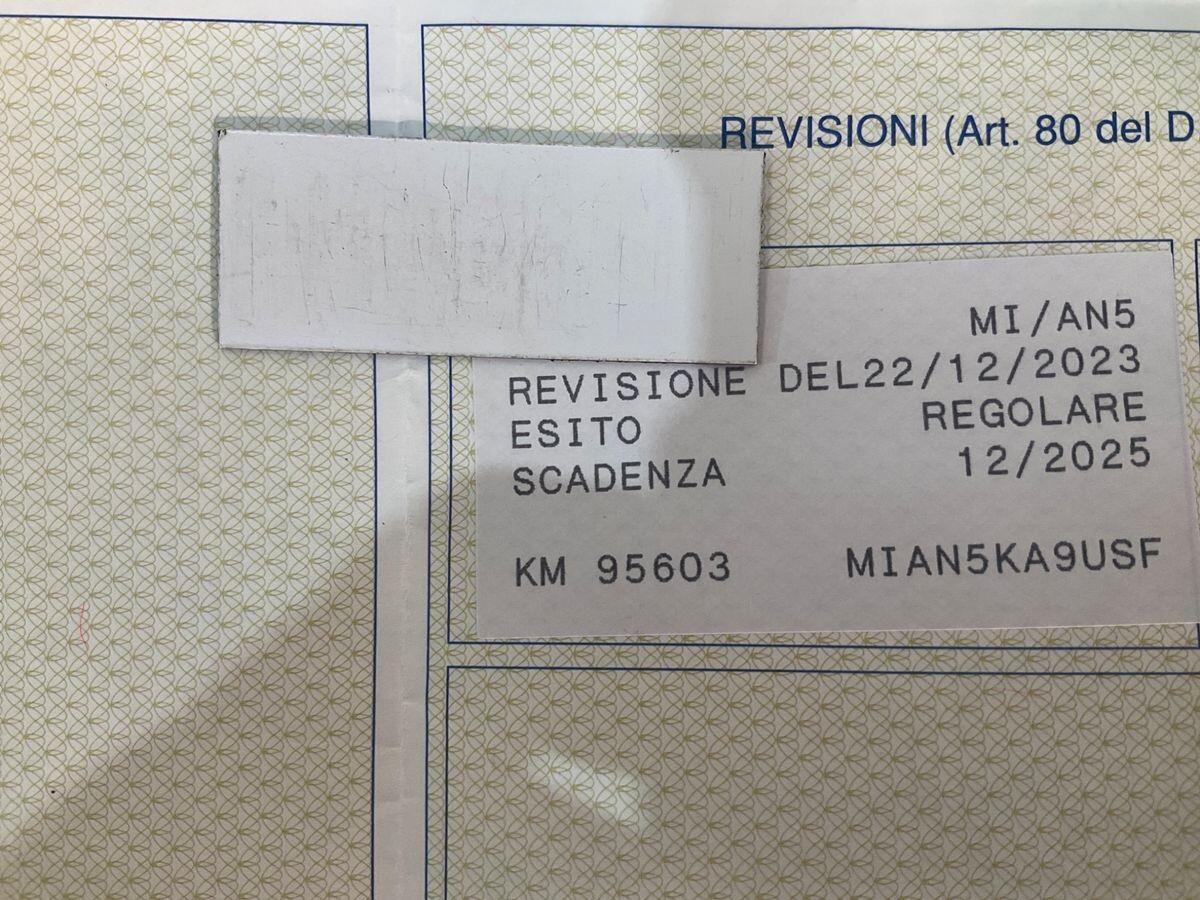 REVISIONI (Art. 80 del D
MI/AN5
REVISIONE DEL22/12/2023
ESITO REGOLARE
SCADENZA 12/2025
KM 95603 MIAN5KA9USF